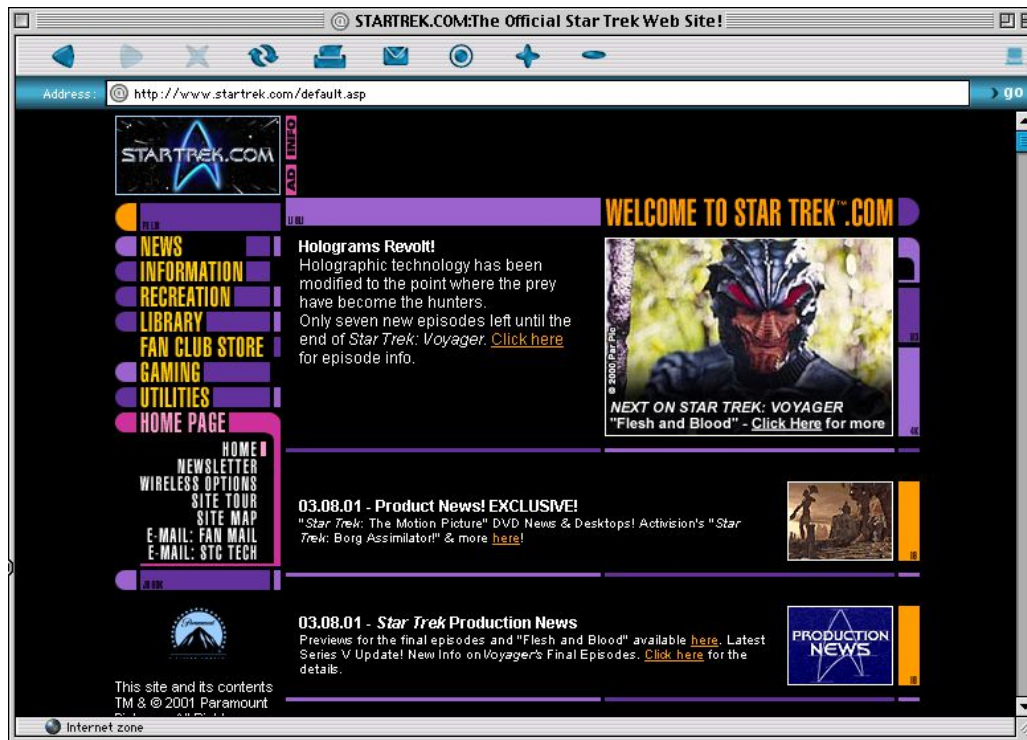 STARTREK.COM:The Official Star Trek Web Site!
Address:
http://www.startrek.com/default.asp
go
STARTREK.COM
AD INFO
WELCOME TO STAR TREK™.COM
NEWS
INFORMATION
RECREATION
LIBRARY
FAN CLUB STORE
GAMING
UTILITIES
HOME PAGE
HOME
NEWSLETTER
WIRELESS OPTIONS
SITE TOUR
SITE MAP
E-MAIL: FAN MAIL
E-MAIL: STC TECH
Holograms Revolt!
Holographic technology has been
modified to the point where the prey
have become the hunters.
Only seven new episodes left until the
end of Star Trek: Voyager. Click here
for episode info.
© 2000 Par Pic
NEXT ON STAR TREK: VOYAGER
"Flesh and Blood" - Click Here for more
03.08.01 - Product News! EXCLUSIVE!
"Star Trek: The Motion Picture" DVD News & Desktops! Activision's "Star
Trek: Borg Assimilator!" & more here!
03.08.01 - Star Trek Production News
Previews for the final episodes and "Flesh and Blood" available here. Latest
Series V Update! New Info on Voyager's Final Episodes. Click here for the
details.
PRODUCTION
NEWS
Paramount
This site and its contents
TM & © 2001 Paramount
Internet zone